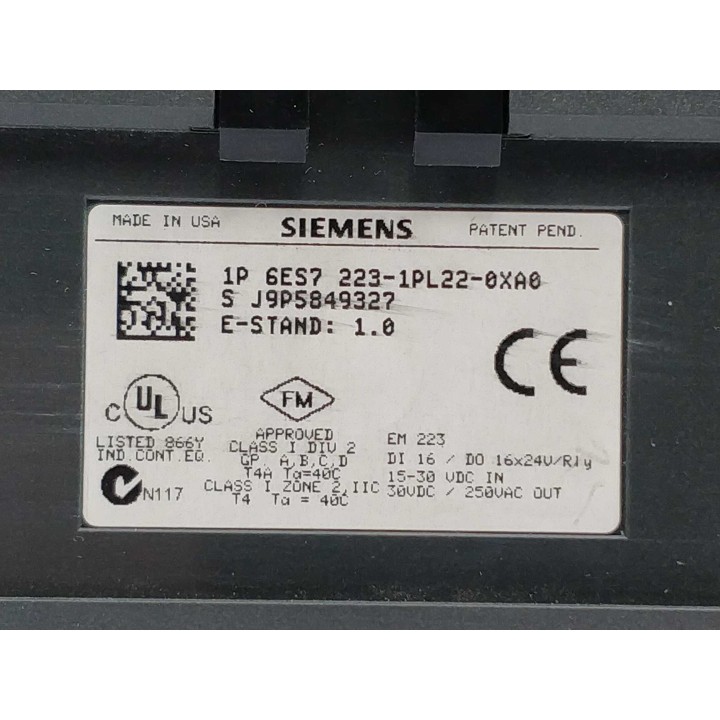 MADE IN USA SIEMENS PATENT PEND.
1P 6ES7 223-1PL22-0XA0
S J9P5849327
E-STAND: 1.0
CE
C UL US
LISTED 866Y
IND.CONT.EQ.
N117
FM
APPROVED
CLASS I DIV 2
GP A,B,C,D
T4A Ta=40C
CLASS I ZONE 2,IIC
T4 Ta = 40C
EM 223
DI 16 / DO 16x24V/Rly
15-30 VDC IN
30VDC / 250VAC OUT